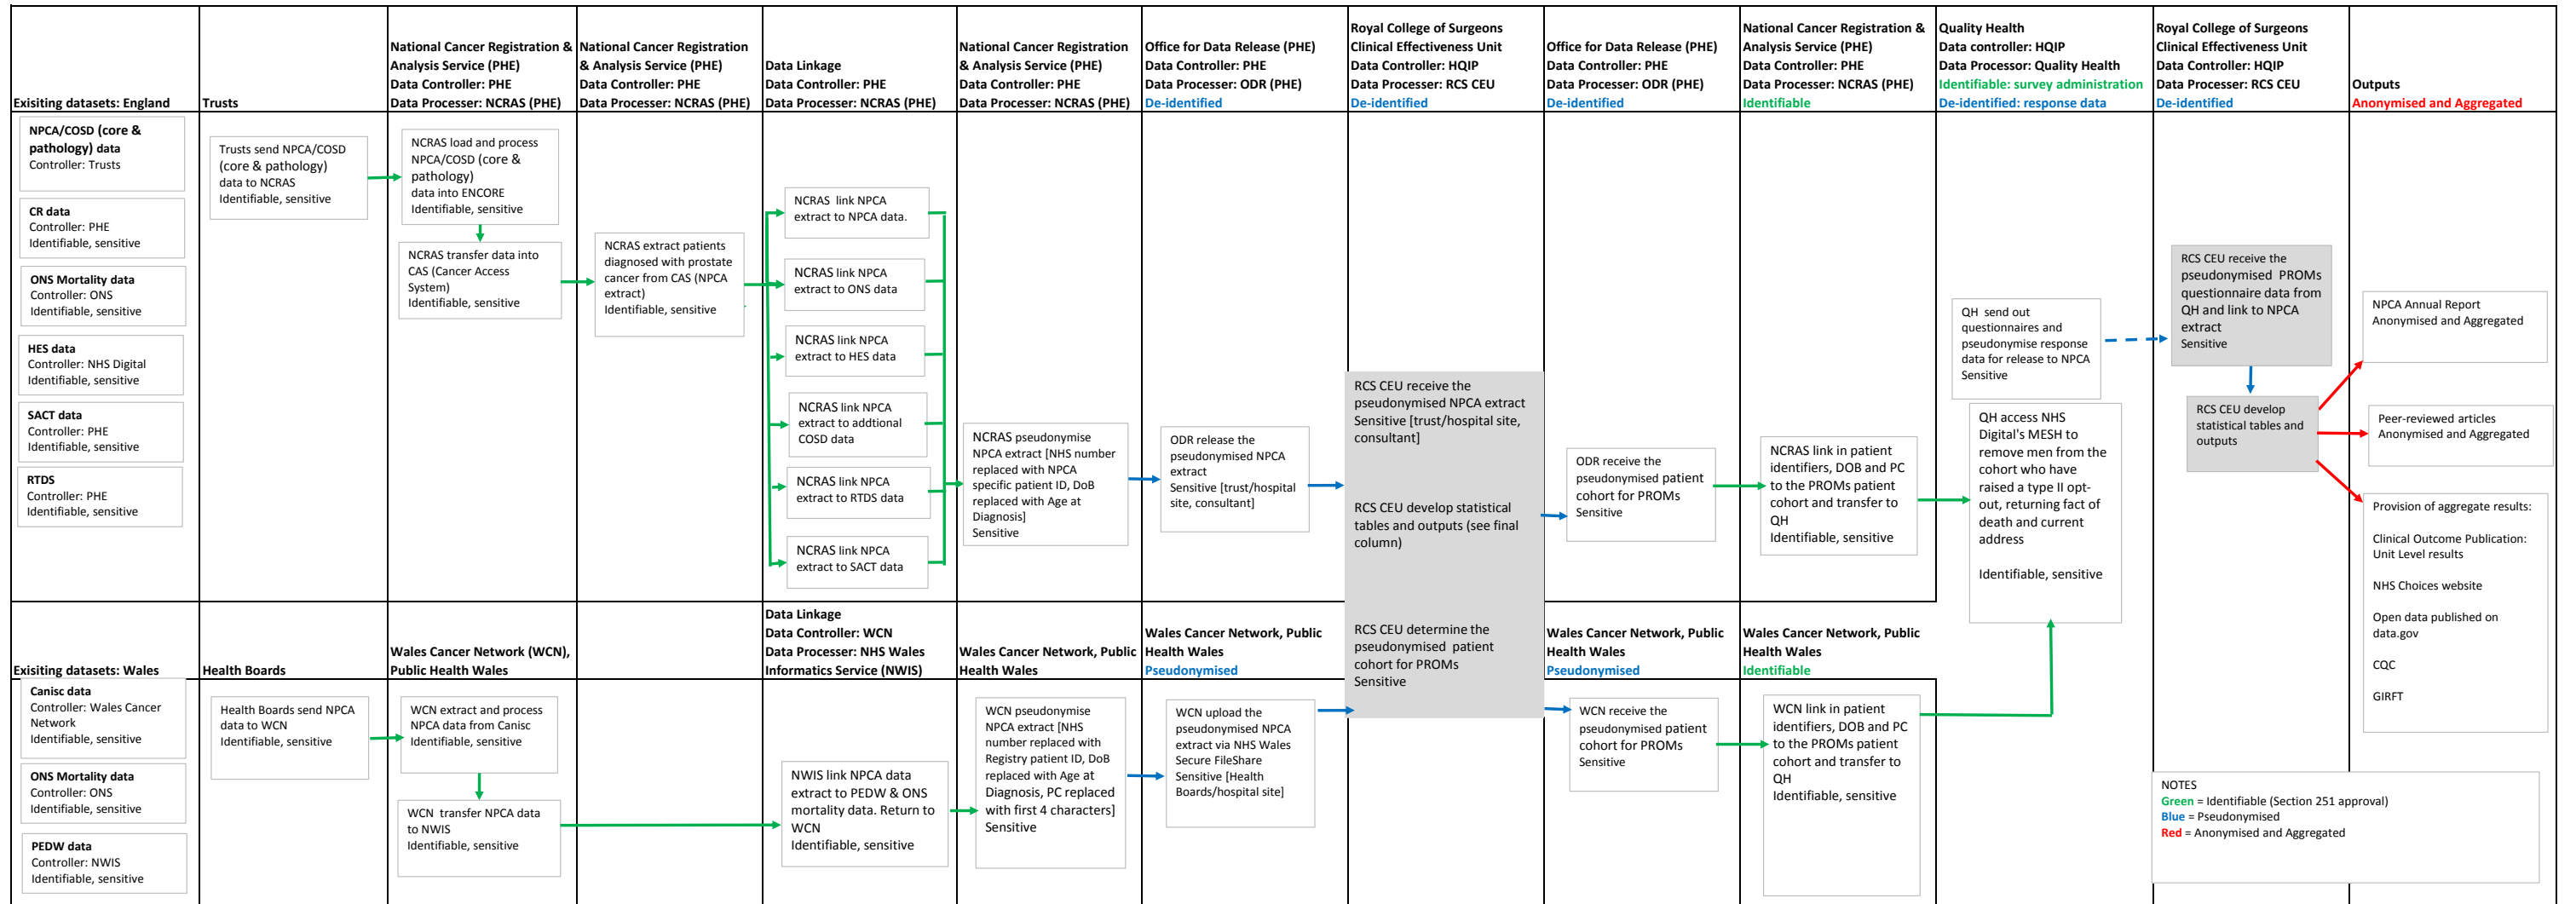 Exisiting datasets: England
Trusts
National Cancer Registration &
Analysis Service (PHE)
Data Controller: PHE
Data Processer: NCRAS (PHE)
National Cancer Registration
& Analysis Service (PHE)
Data Controller: PHE
Data Processer: NCRAS (PHE)
Data Linkage
Data Controller: PHE
Data Processer: NCRAS (PHE)
National Cancer Registration
& Analysis Service (PHE)
Data Controller: PHE
Data Processer: NCRAS (PHE)
Office for Data Release (PHE)
Data Controller: PHE
Data Processer: ODR (PHE)
De-identified
Royal College of Surgeons
Clinical Effectiveness Unit
Data Controller: HQIP
Data Processer: RCS CEU
De-identified
Office for Data Release (PHE)
Data Controller: PHE
Data Processer: ODR (PHE)
De-identified
National Cancer Registration &
Analysis Service (PHE)
Data Controller: PHE
Data Processer: NCRAS (PHE)
Identifiable
Quality Health
Data controller: HQIP
Data Processor: Quality Health
Identifiable: survey administration
De-identified: response data
Royal College of Surgeons
Clinical Effectiveness Unit
Data Controller: HQIP
Data Processer: RCS CEU
De-identified
Outputs
Anonymised and Aggregated
NPCA/COSD (core &
pathology) data
Controller: Trusts
CR data
Controller: PHE
Identifiable, sensitive
ONS Mortality data
Controller: ONS
Identifiable, sensitive
HES data
Controller: NHS Digital
Identifiable, sensitive
SACT data
Controller: PHE
Identifiable, sensitive
RTDS
Controller: PHE
Identifiable, sensitive
Trusts send NPCA/COSD
(core & pathology)
data to NCRAS
Identifiable, sensitive
NCRAS load and process
NPCA/COSD (core &
pathology)
data into ENCORE
Identifiable, sensitive
NCRAS transfer data into
CAS (Cancer Access
System)
Identifiable, sensitive
NCRAS extract patients
diagnosed with prostate
cancer from CAS (NPCA
extract)
Identifiable, sensitive
NCRAS link NPCA
extract to NPCA data.
NCRAS link NPCA
extract to ONS data
NCRAS link NPCA
extract to HES data
NCRAS link NPCA
extract to addtional
COSD data
NCRAS link NPCA
extract to RTDS data
NCRAS link NPCA
extract to SACT data
NCRAS pseudonymise
NPCA extract [NHS number
replaced with NPCA
specific patient ID, DoB
replaced with Age at
Diagnosis]
Sensitive
ODR release the
pseudonymised NPCA
extract
Sensitive [trust/hospital
site, consultant]
RCS CEU receive the
pseudonymised NPCA extract
Sensitive [trust/hospital site,
consultant]
RCS CEU develop statistical
tables and outputs (see final
column)
RCS CEU determine the
pseudonymised patient
cohort for PROMs
Sensitive
ODR receive the
pseudonymised patient
cohort for PROMs
Sensitive
NCRAS link in patient
identifiers, DOB and PC
to the PROMs patient
cohort and transfer to
QH
Identifiable, sensitive
QH send out
questionnaires and
pseudonymise response
data for release to NPCA
Sensitive
QH access NHS
Digital's MESH to
remove men from the
cohort who have
raised a type II opt-
out, returning fact of
death and current
address
Identifiable, sensitive
RCS CEU receive the
pseudonymised PROMs
questionnaire data from
QH and link to NPCA
extract
Sensitive
RCS CEU develop
statistical tables and
outputs
NPCA Annual Report
Anonymised and Aggregated
Peer-reviewed articles
Anonymised and Aggregated
Provision of aggregate results:
Clinical Outcome Publication:
Unit Level results
NHS Choices website
Open data published on
data.gov
CQC
GIRFT
Exisiting datasets: Wales
Health Boards
Wales Cancer Network (WCN),
Public Health Wales
Data Linkage
Data Controller: WCN
Data Processer: NHS Wales
Informatics Service (NWIS)
Wales Cancer Network, Public
Health Wales
Wales Cancer Network, Public
Health Wales
Pseudonymised
Wales Cancer Network, Public
Health Wales
Pseudonymised
Wales Cancer Network, Public
Health Wales
Identifiable
Canisc data
Controller: Wales Cancer
Network
Identifiable, sensitive
ONS Mortality data
Controller: ONS
Identifiable, sensitive
PEDW data
Controller: NWIS
Identifiable, sensitive
Health Boards send NPCA
data to WCN
Identifiable, sensitive
WCN extract and process
NPCA data from Canisc
Identifiable, sensitive
WCN transfer NPCA data
to NWIS
Identifiable, sensitive
NWIS link NPCA data
extract to PEDW & ONS
mortality data. Return to
WCN
Identifiable, sensitive
WCN pseudonymise
NPCA extract [NHS
number replaced with
Registry patient ID, DoB
replaced with Age at
Diagnosis, PC replaced
with first 4 characters]
Sensitive
WCN upload the
pseudonymised NPCA
extract via NHS Wales
Secure FileShare
Sensitive [Health
Boards/hospital site]
WCN receive the
pseudonymised patient
cohort for PROMs
Sensitive
WCN link in patient
identifiers, DOB and PC
to the PROMs patient
cohort and transfer to
QH
Identifiable, sensitive
NOTES
Green = Identifiable (Section 251 approval)
Blue = Pseudonymised
Red = Anonymised and Aggregated